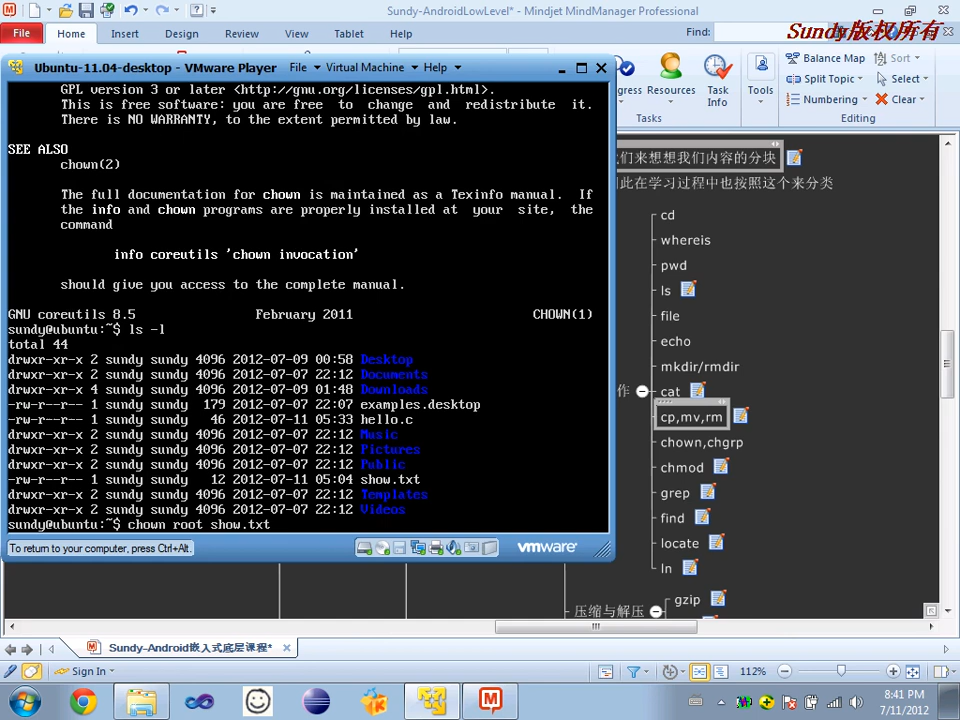 Sundy-AndroidLowLevel* - Mindjet MindManager Professional
File Home Insert Design Review View Tablet Help Find:
Sundy版权所有
Ubuntu-11.04-desktop - VMware Player File Virtual Machine Help
gress Resources Task Info Tools
Balance Map Sort
Split Topic Select
Numbering Clear
Tasks Editing
GPL version 3 or later <http://gnu.org/licenses/gpl.html>.
This is free software: you are free to change and redistribute it.
There is NO WARRANTY, to the extent permitted by law.
SEE ALSO
chown(2)
The full documentation for chown is maintained as a Texinfo manual. If
the info and chown programs are properly installed at your site, the
command
info coreutils 'chown invocation'
should give you access to the complete manual.
GNU coreutils 8.5 February 2011 CHOWN(1)
sundy@ubuntu:~$ ls -l
total 44
drwxr-xr-x 2 sundy sundy 4096 2012-07-09 00:58 Desktop
drwxr-xr-x 2 sundy sundy 4096 2012-07-07 22:12 Documents
drwxr-xr-x 4 sundy sundy 4096 2012-07-09 01:48 Downloads
-rw-r--r-- 1 sundy sundy 179 2012-07-07 22:07 examples.desktop
-rw-r--r-- 1 sundy sundy 46 2012-07-11 05:33 hello.c
drwxr-xr-x 2 sundy sundy 4096 2012-07-07 22:12 Music
drwxr-xr-x 2 sundy sundy 4096 2012-07-07 22:12 Pictures
drwxr-xr-x 2 sundy sundy 4096 2012-07-07 22:12 Public
-rw-r--r-- 1 sundy sundy 12 2012-07-11 05:04 show.txt
drwxr-xr-x 2 sundy sundy 4096 2012-07-07 22:12 Templates
drwxr-xr-x 2 sundy sundy 4096 2012-07-07 22:12 Videos
sundy@ubuntu:~$ chown root show.txt
To return to your computer, press Ctrl+Alt.
vmware
们来想想我们内容的分块
此在学习过程中也按照这个来分类
cd
whereis
pwd
ls
file
echo
mkdir/rmdir
作
cat
cp,mv,rm
chown,chgrp
chmod
grep
find
locate
ln
压缩与解压
gzip
Sundy-Android嵌入式底层课程*
Sign In
112%
8:41 PM
7/11/2012